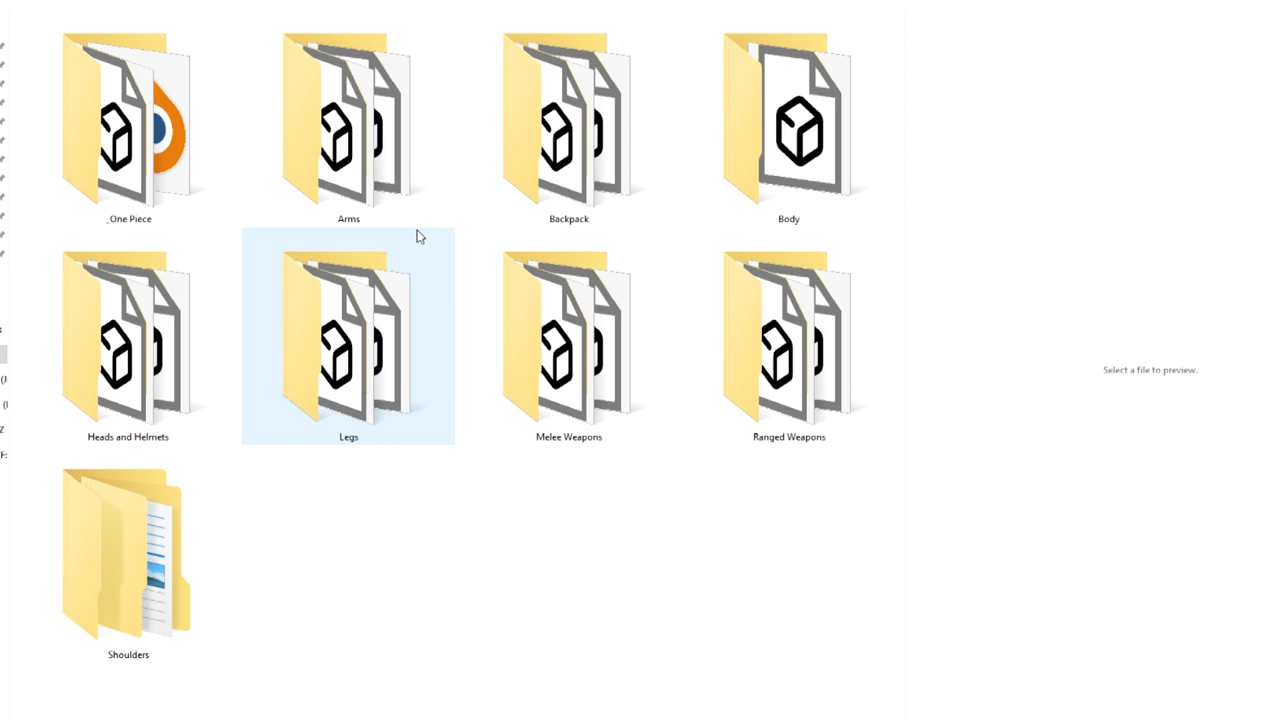 _One Piece
Arms
Backpack
Body
Heads and Helmets
Legs
Melee Weapons
Ranged Weapons
Shoulders
Select a file to preview.